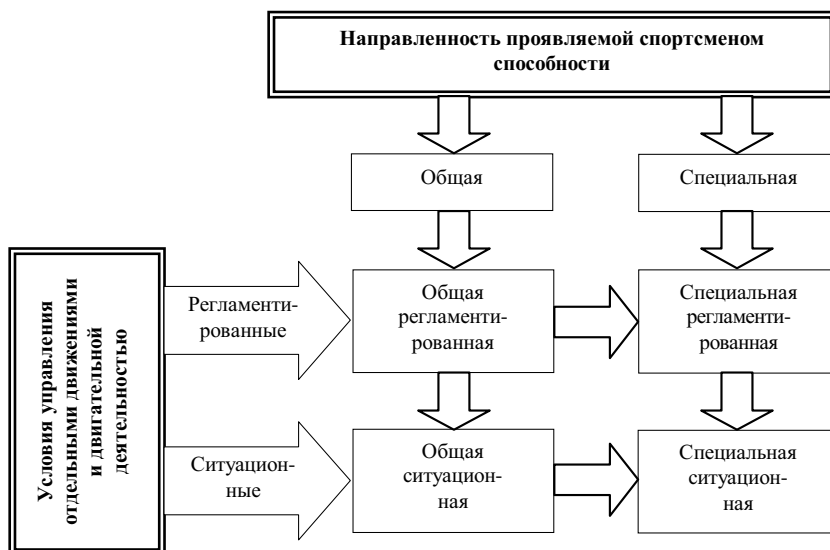 Направленность проявляемой спортсменом
способности
Общая
Специальная
Условия управления
отдельными движениями
и двигательной
деятельностью
Регламенти-
рованные
Общая
регламенти-
рованная
Специальная
регламенти-
рованная
Ситуацион-
ные
Общая
ситуацион-
ная
Специальная
ситуацион-
ная